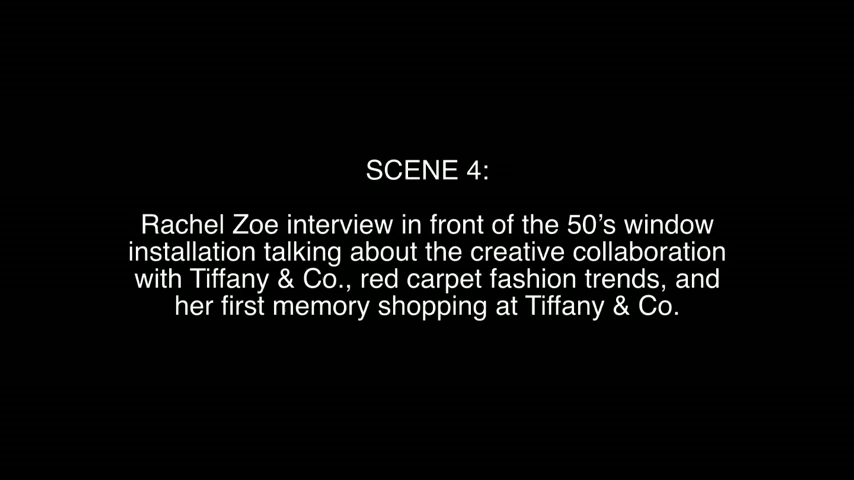 SCENE 4:
Rachel Zoe interview in front of the 50’s window
installation talking about the creative collaboration
with Tiffany & Co., red carpet fashion trends, and
her first memory shopping at Tiffany & Co.